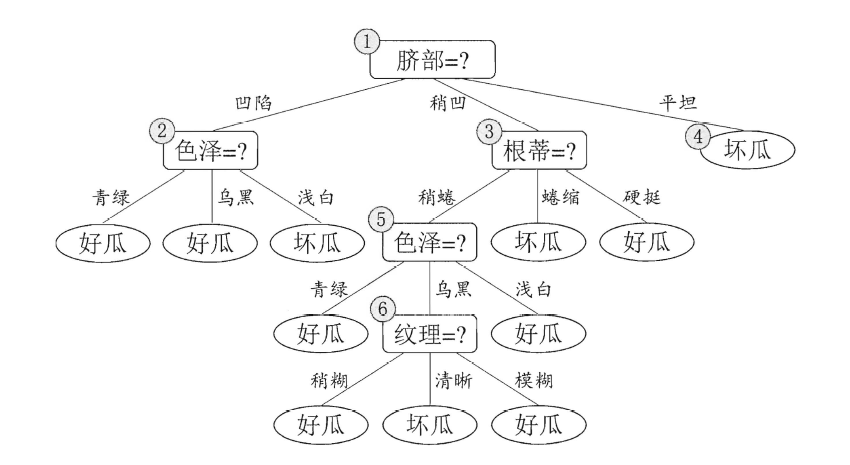 ①
脐部=?
凹陷 稍凹 平坦
② ③ ④
色泽=? 根蒂=? 坏瓜
青绿 乌黑 浅白 稍蜷 蜷缩 硬挺
⑤
好瓜 好瓜 坏瓜 色泽=? 坏瓜 好瓜
青绿 乌黑 浅白
⑥
好瓜 纹理=? 好瓜
稍糊 清晰 模糊
好瓜 坏瓜 好瓜